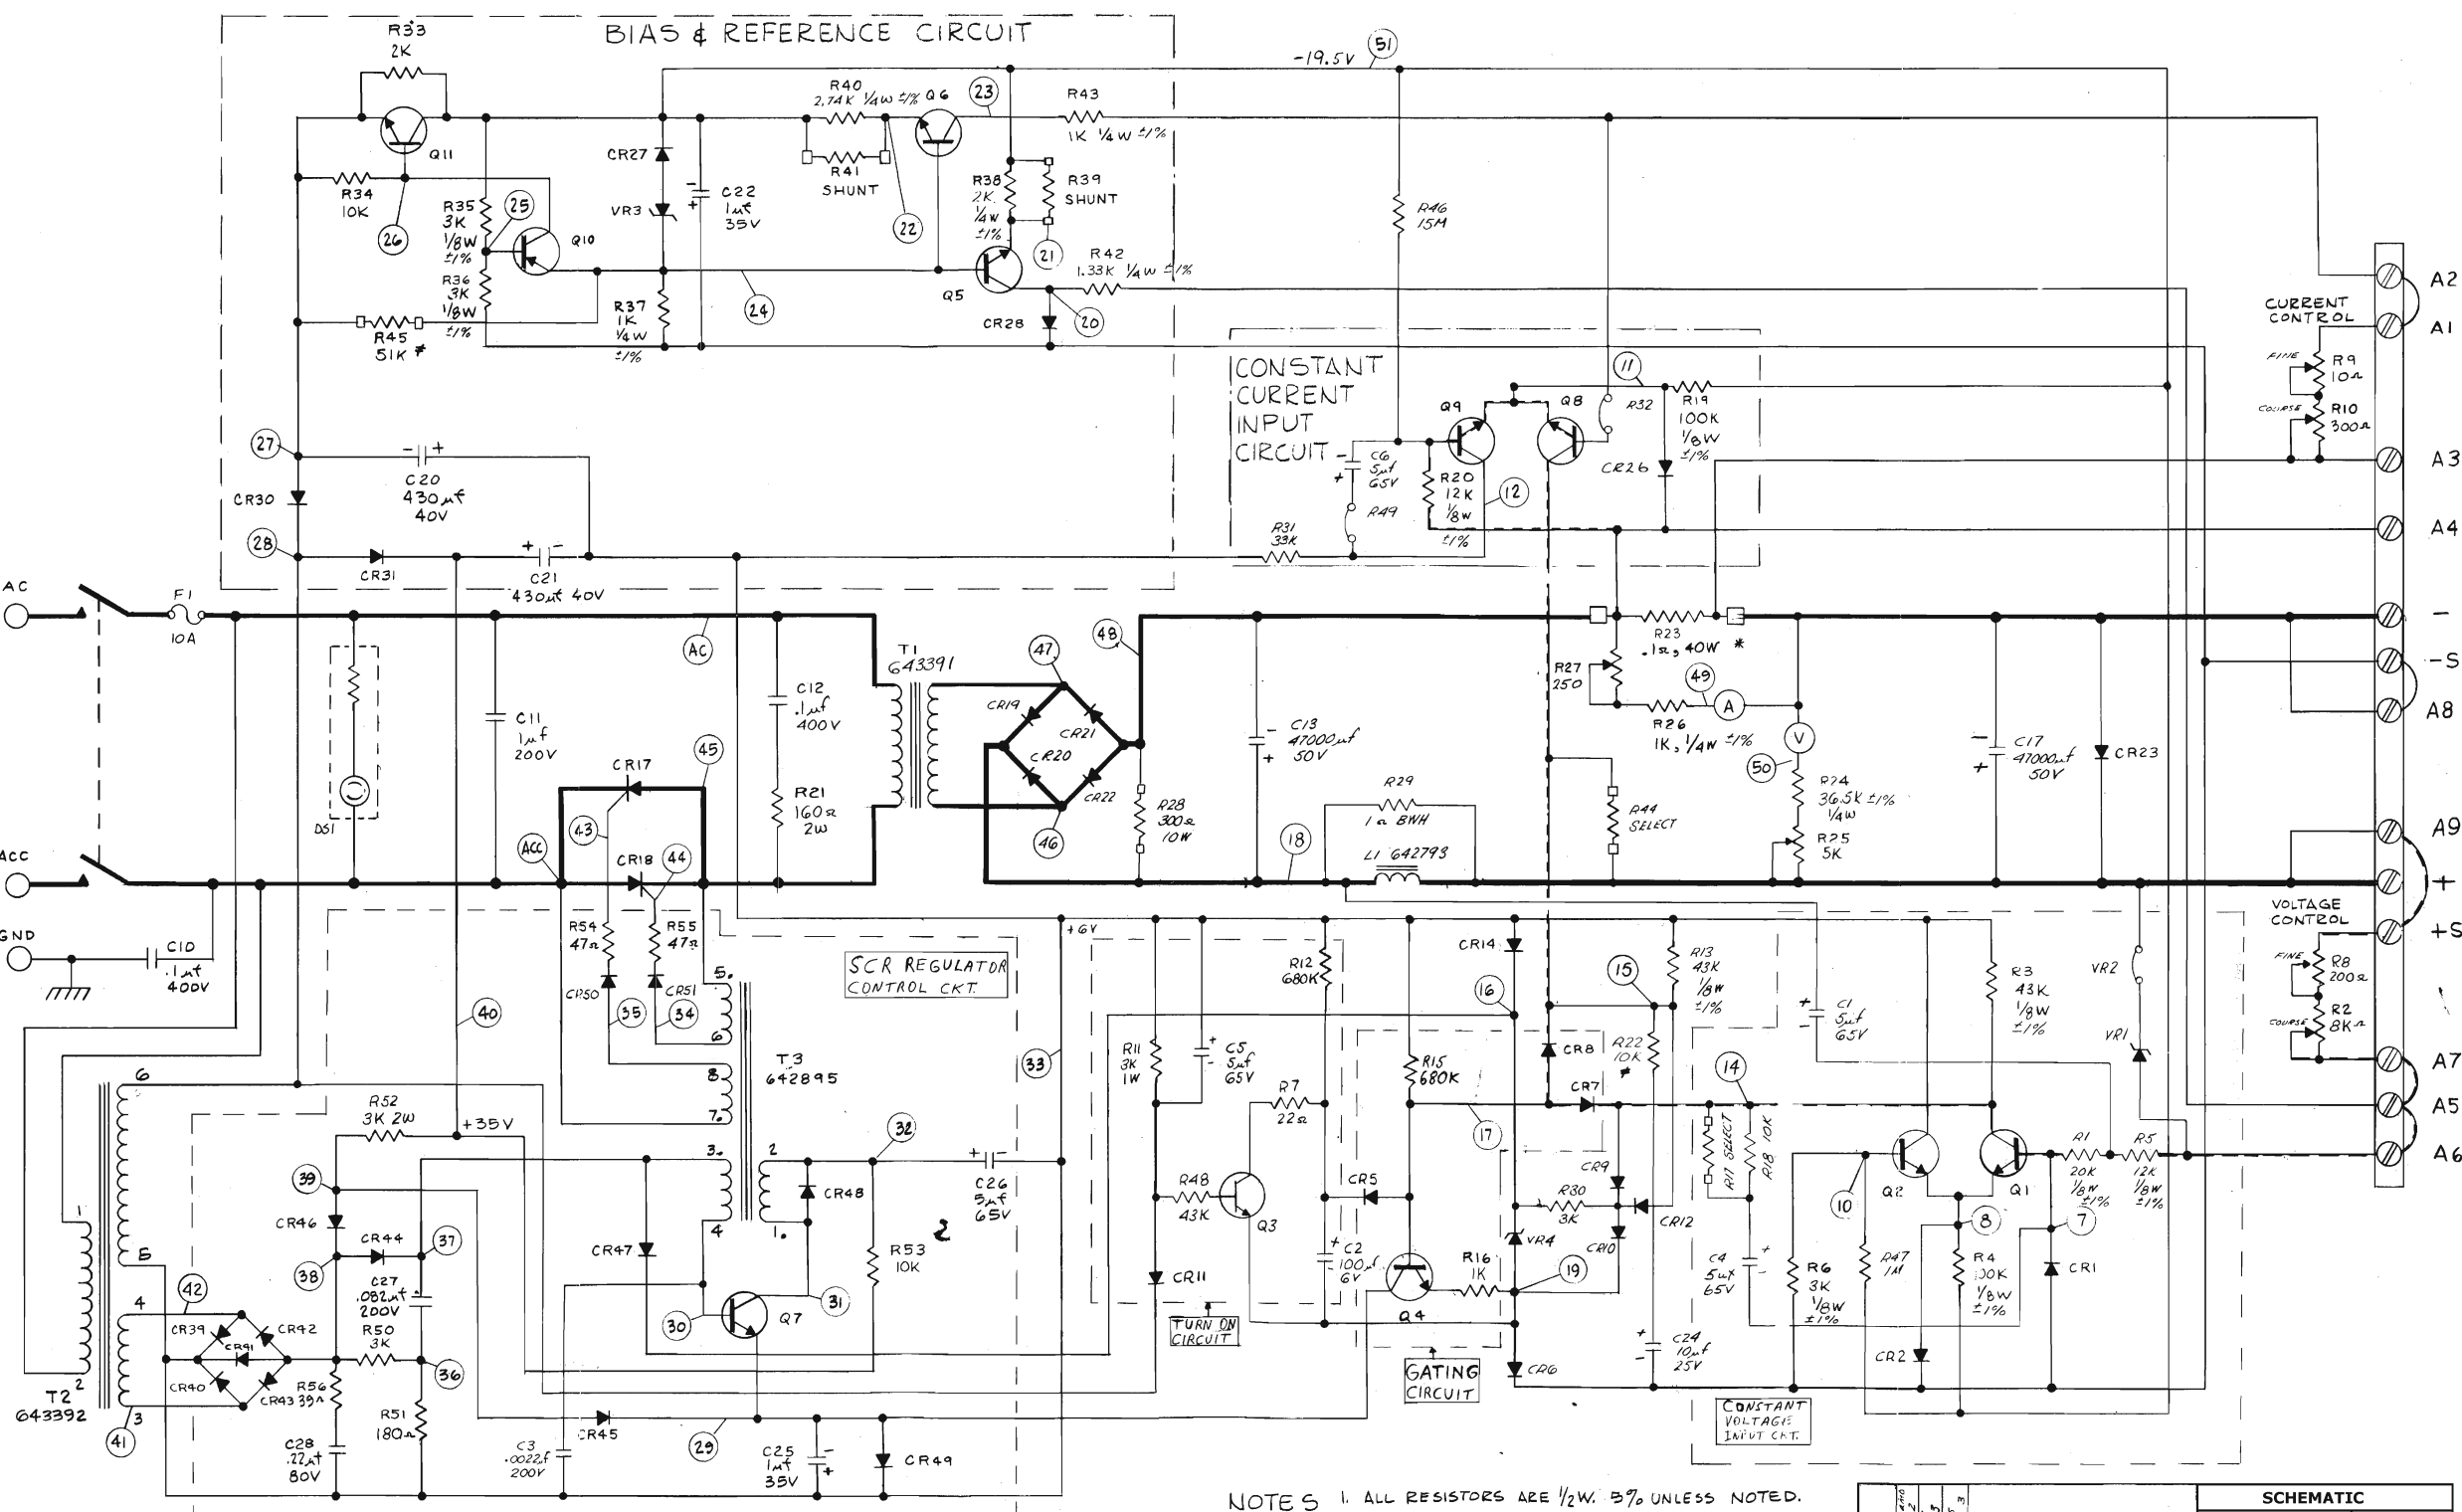 BIAS & REFERENCE CIRCUIT
R33
2K
Q11
R34
10K
26
R35
3K
1/8W
±1%
25
Q10
R36
3K
1/8W
±1%
R45
51K *
R37
1K
1/4W
±1%
CR27
VR3
C22
1µf
35V
R40
2.74K 1/4W ±1%
R41
SHUNT
22
Q6
23
R43
1K 1/4W ±1%
R38
2K
1/4W
±1%
R39
SHUNT
21
Q5
24
R42
1.33K 1/4W ±1%
CR28
20
-19.5V
51
R46
15M
27
C20
430µf
40V
CR30
28
CR31
C21
430µf 40V
CONSTANT
CURRENT
INPUT
CIRCUIT
C6
5µf
65V
R49
R31
33K
Q9
Q8
R20
12K
1/8W
±1%
12
11
R32
R19
100K
1/8W
±1%
CR26
A2
A1
A3
A4
-
-S
A8
A9
+
+S
A7
A5
A6
CURRENT
CONTROL
FINE
R9
10Ω
COURSE
R10
300Ω
AC
ACC
GND
F1
10A
DS1
C10
.1µf
400V
C11
1µf
200V
AC
C12
.1µf
400V
R21
160Ω
2W
T1
643391
CR17
45
43
CR18
44
ACC
47
48
CR19
CR21
CR20
CR22
46
R28
300Ω
10W
C13
47000µf
50V
R29
1Ω BWH
L1 642793
18
R23
.1Ω, 40W *
R27
250
49
A
R26
1K, 1/4W ±1%
V
50
R24
36.5K ±1%
1/4W
R25
5K
R44
SELECT
C17
47000µf
50V
CR23
VOLTAGE
CONTROL
FINE
R8
200Ω
COURSE
R2
8KΩ
R54
47Ω
R55
47Ω
CR50
CR51
35
34
SCR REGULATOR
CONTROL CKT.
5.
6
8
7.
3.
4
2
1.
T3
642895
40
33
+6V
R52
3K 2W
+35V
39
CR46
38
CR44
37
C27
.082µf
200V
R50
3K
36
R51
180Ω
R56
39Ω
C28
.22µf
80V
6
5
4
3
1
2
T2
643392
42
41
CR39
CR42
CR41
CR40
CR43
CR47
CR48
32
C26
5µf
65V
R53
10K
2
30
Q7
31
CR45
29
C3
.0022f
200V
C25
1µf
35V
CR49
R11
3K
1W
C5
5µf
65V
R12
680K
R7
22Ω
R48
43K
Q3
CR11
C2
100µf
6V
TURN ON
CIRCUIT
CR5
R15
680K
17
Q4
R16
1K
GATING
CIRCUIT
CR14
16
15
R13
43K
1/8W
±1%
CR8
R22
10K
*
CR7
CR9
R30
3K
CR12
VR4
CR10
19
CR6
C24
10µf
25V
14
R17 SELECT
R18 10K
C4
5µf
65V
R6
3K
1/8W
±1%
10
R47
1M
R4
100K
1/8W
±1%
Q2
Q1
8
7
CR2
CR1
C1
5µf
65V
R3
43K
1/8W
±1%
VR2
VR1
R1
20K
1/8W
±1%
R5
12K
1/8W
±1%
CONSTANT
VOLTAGE
INPUT CKT.
NOTES 1. ALL RESISTORS ARE 1/2W. 5% UNLESS NOTED.
SCHEMATIC